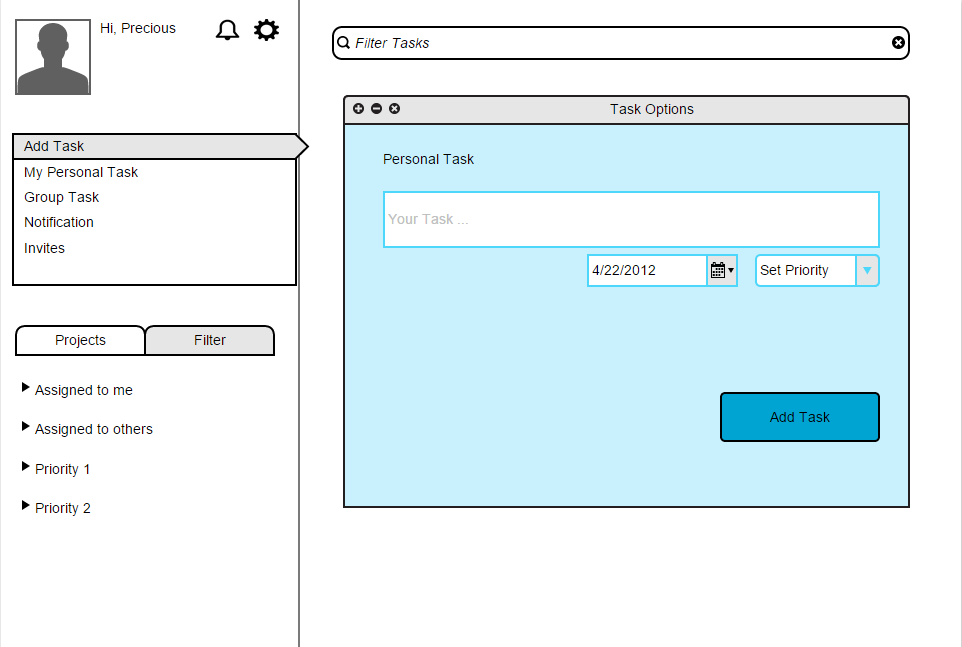 Hi, Precious
Filter Tasks
Add Task
My Personal Task
Group Task
Notification
Invites
Projects
Filter
Assigned to me
Assigned to others
Priority 1
Priority 2
Task Options
Personal Task
Your Task ...
4/22/2012
Set Priority
Add Task